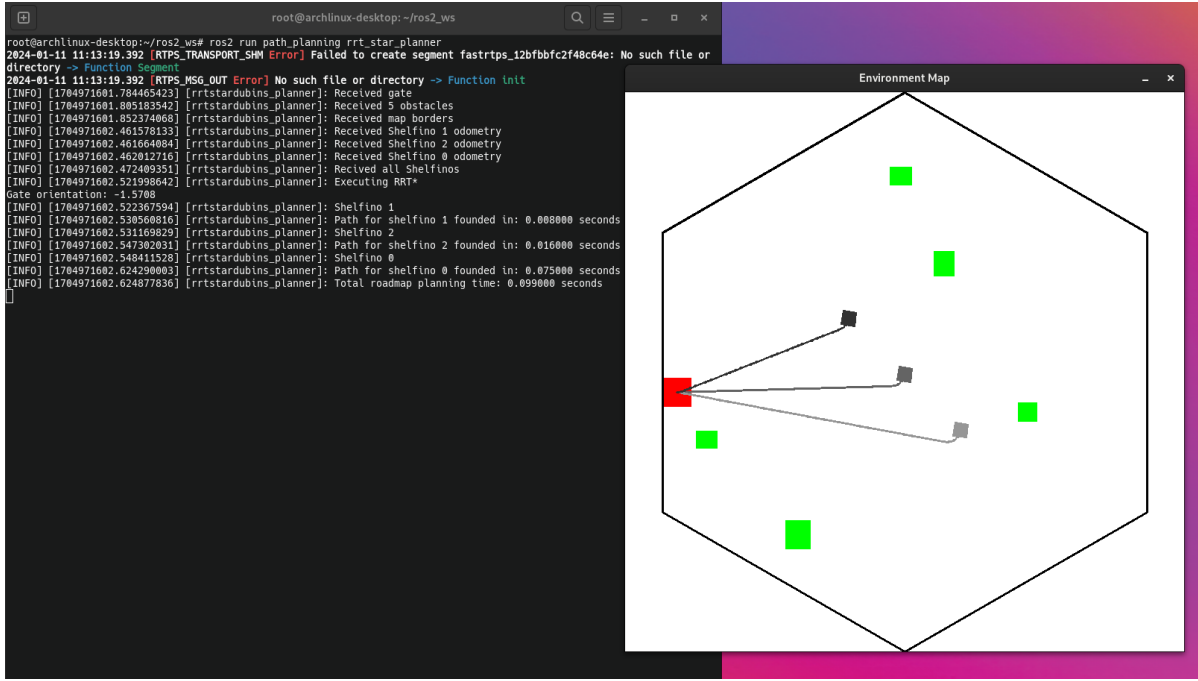 root@archlinux-desktop: ~/ros2_ws
root@archlinux-desktop:~/ros2_ws# ros2 run path_planning rrt_star_planner
2024-01-11 11:13:19.392 [RTPS_TRANSPORT_SHM Error] Failed to create segment fastrtps_12bfbbfc2f48c64e: No such file or
directory -> Function Segment
2024-01-11 11:13:19.392 [RTPS_MSG_OUT Error] No such file or directory -> Function init
[INFO] [1704971601.784465423] [rrtstardubins_planner]: Received gate
[INFO] [1704971601.805183542] [rrtstardubins_planner]: Received 5 obstacles
[INFO] [1704971601.852374068] [rrtstardubins_planner]: Received map borders
[INFO] [1704971602.461578133] [rrtstardubins_planner]: Received Shelfino 1 odometry
[INFO] [1704971602.461664084] [rrtstardubins_planner]: Received Shelfino 2 odometry
[INFO] [1704971602.462012716] [rrtstardubins_planner]: Received Shelfino 0 odometry
[INFO] [1704971602.472409351] [rrtstardubins_planner]: Recived all Shelfinos
[INFO] [1704971602.521998642] [rrtstardubins_planner]: Executing RRT*
Gate orientation: -1.5708
[INFO] [1704971602.522367594] [rrtstardubins_planner]: Shelfino 1
[INFO] [1704971602.530560816] [rrtstardubins_planner]: Path for shelfino 1 founded in: 0.008000 seconds
[INFO] [1704971602.531169829] [rrtstardubins_planner]: Shelfino 2
[INFO] [1704971602.547302031] [rrtstardubins_planner]: Path for shelfino 2 founded in: 0.016000 seconds
[INFO] [1704971602.548411528] [rrtstardubins_planner]: Shelfino 0
[INFO] [1704971602.624290003] [rrtstardubins_planner]: Path for shelfino 0 founded in: 0.075000 seconds
[INFO] [1704971602.624877836] [rrtstardubins_planner]: Total roadmap planning time: 0.099000 seconds
Environment Map